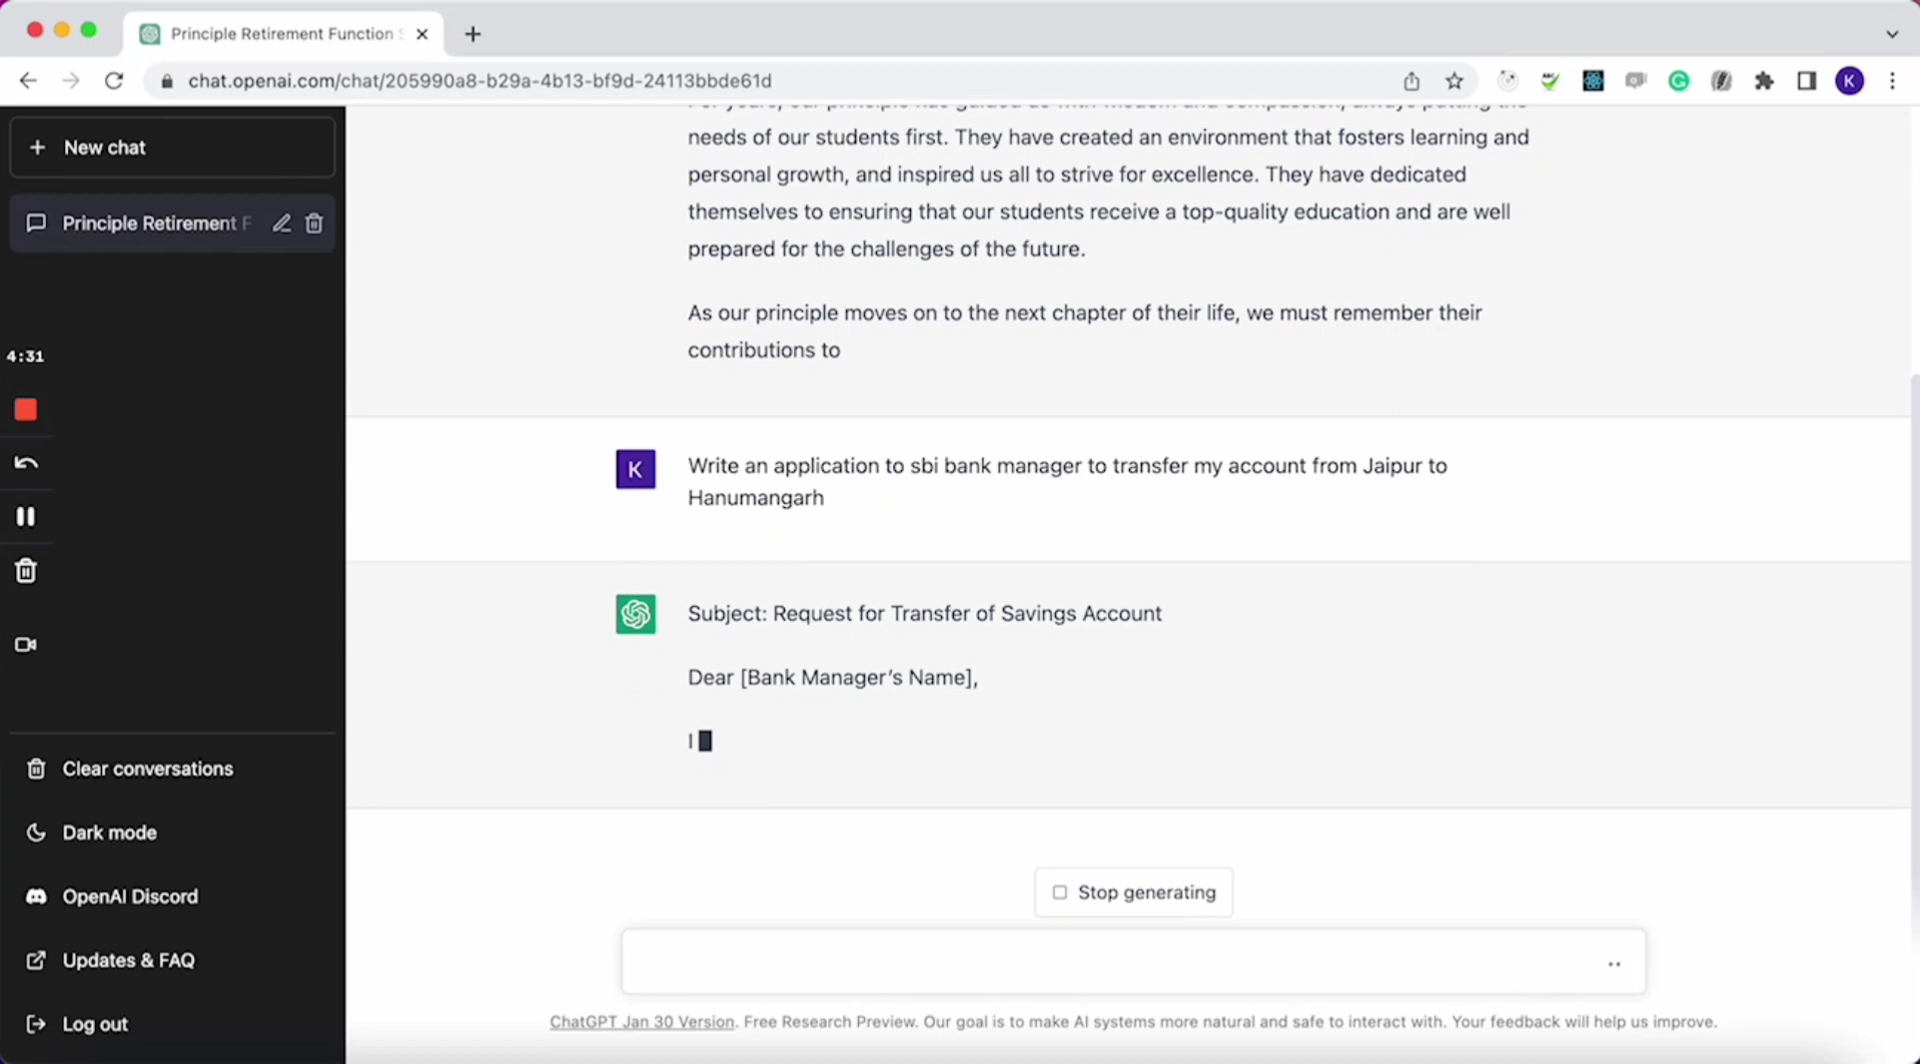 Principle Retirement Function S
chat.openai.com/chat/205990a8-b29a-4b13-bf9d-24113bbde61d
K
New chat
Principle Retirement F
4:31
Clear conversations
Dark mode
OpenAI Discord
Updates & FAQ
Log out
needs of our students first. They have created an environment that fosters learning and
personal growth, and inspired us all to strive for excellence. They have dedicated
themselves to ensuring that our students receive a top-quality education and are well
prepared for the challenges of the future.
As our principle moves on to the next chapter of their life, we must remember their
contributions to
K
Write an application to sbi bank manager to transfer my account from Jaipur to
Hanumangarh
Subject: Request for Transfer of Savings Account
Dear [Bank Manager’s Name],
I
Stop generating
ChatGPT Jan 30 Version. Free Research Preview. Our goal is to make AI systems more natural and safe to interact with. Your feedback will help us improve.